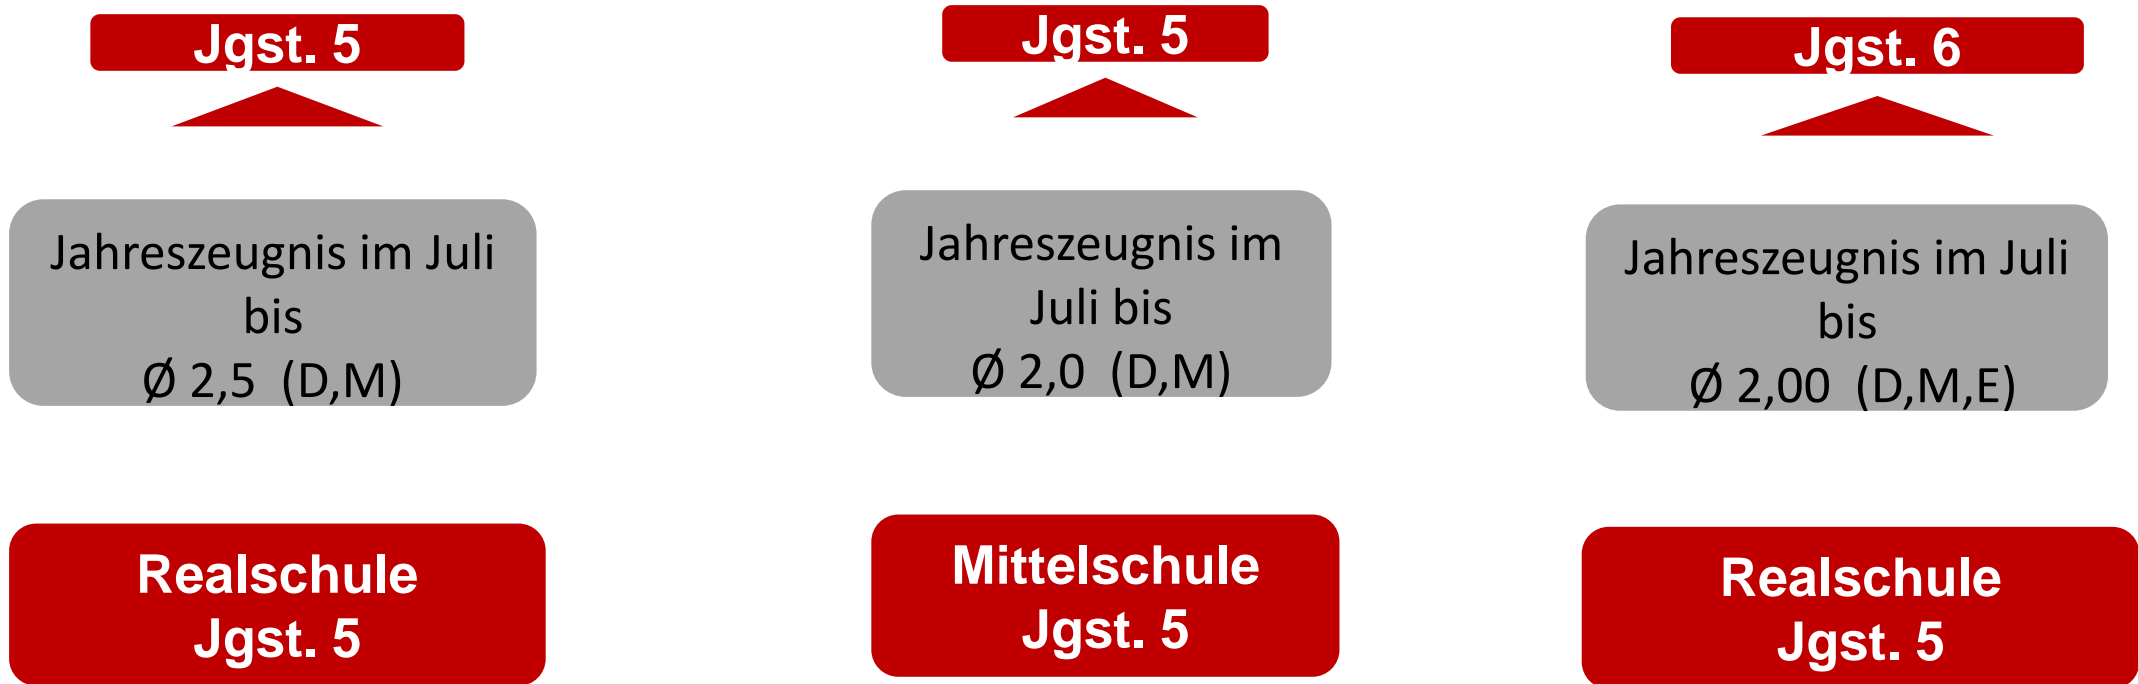 Jgst. 5
Jahreszeugnis im Juli
bis
Ø 2,5 (D,M)
Realschule
Jgst. 5
Jgst. 5
Jahreszeugnis im
Juli bis
Ø 2,0 (D,M)
Mittelschule
Jgst. 5
Jgst. 6
Jahreszeugnis im Juli
bis
Ø 2,00 (D,M,E)
Realschule
Jgst. 5